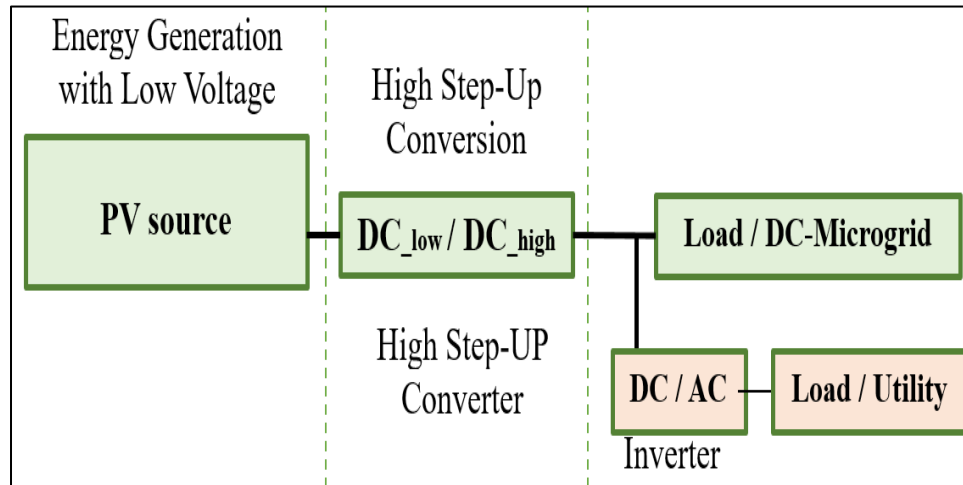 Energy Generation
with Low Voltage
High Step-Up
Conversion
PV source
DC_low / DC_high
Load / DC-Microgrid
High Step-UP
Converter
DC / AC
Load / Utility
Inverter